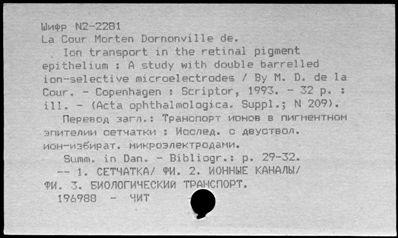 Шифр N2-2281
La Cour Morten Dornonville de.
Ion transport in the retinal pigment
epithelium : A study with double barrelled
ion-selective microelectrodes / By M. D. de la
Cour. - Copenhagen : Scriptor, 1993. - 32 p. :
ill. - (Acta ophthalmologica. Suppl.; N 209).
Перевод загл.: Транспорт ионов в пигментном
эпителии сетчатки : Исслед. с двуствол.
ион-избират. микроэлектродами.
Summ. in Dan. - Bibliogr.: p. 29-32.
-- 1. СЕТЧАТКА/ ФИ. 2. ИОННЫЕ КАНАЛЫ/
ФИ. 3. БИОЛОГИЧЕСКИЙ ТРАНСПОРТ.
196988 - ЧИТ